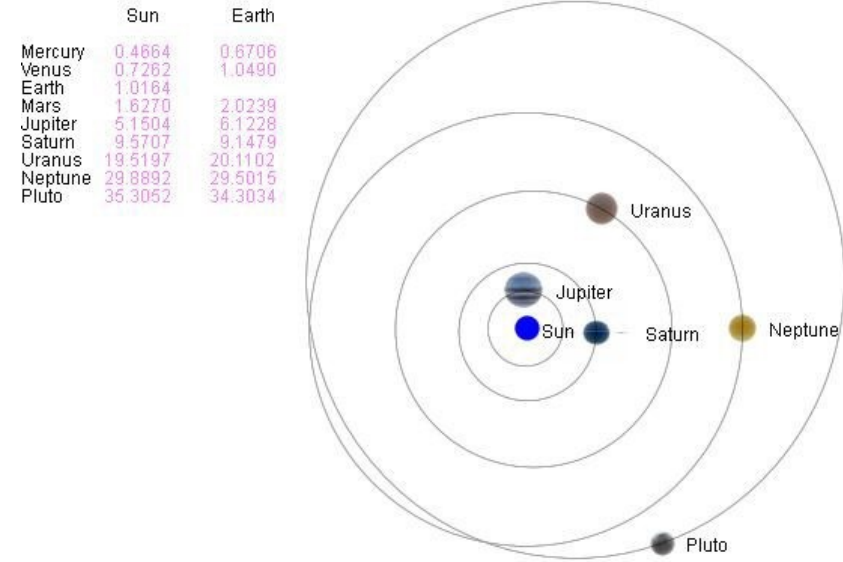 Sun Earth
Mercury 0.4664 0.6706
Venus 0.7262 1.0490
Earth 1.0164
Mars 1.6270 2.0239
Jupiter 5.1504 6.1228
Saturn 9.5707 9.1479
Uranus 19.5197 20.1102
Neptune 29.8892 29.5015
Pluto 35.3052 34.3034
Uranus
Jupiter
Sun
Saturn
Neptune
Pluto